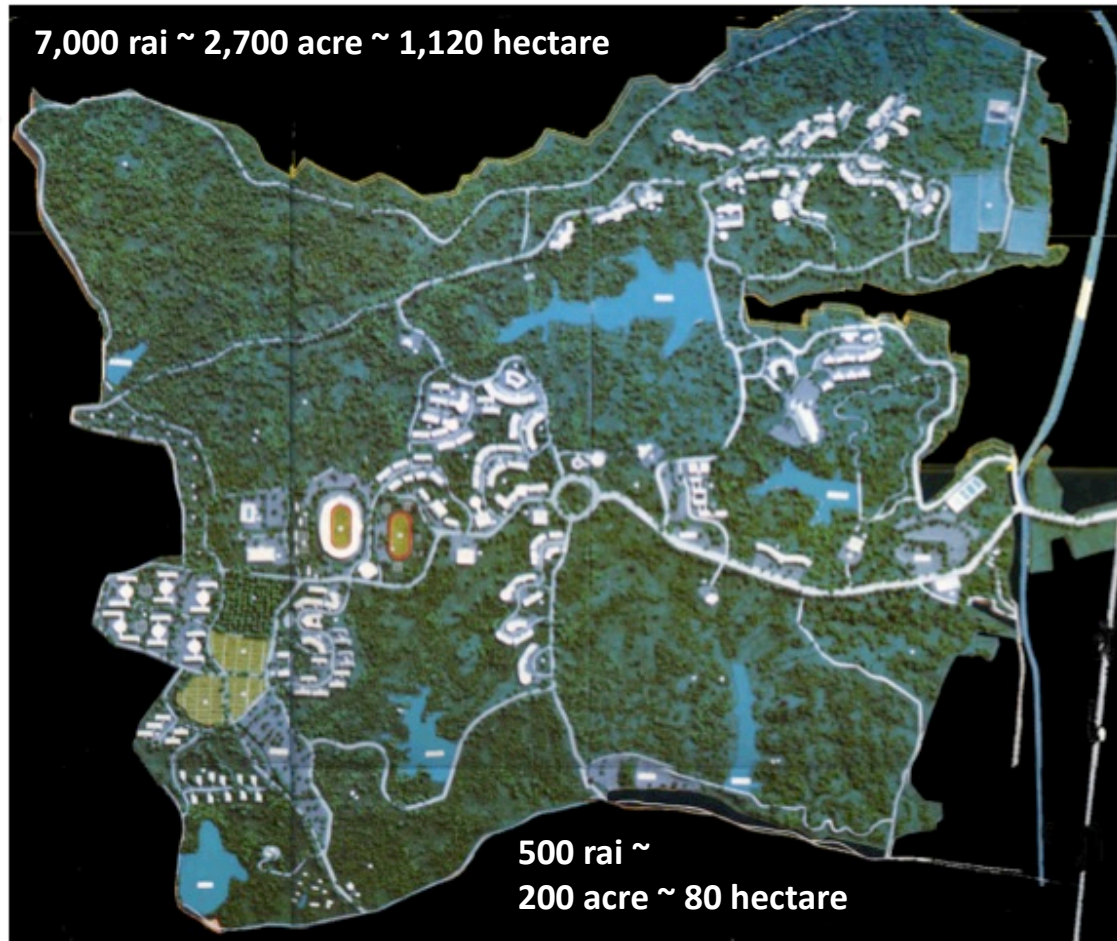 7,000 rai ~ 2,700 acre ~ 1,120 hectare
500 rai ~
200 acre ~ 80 hectare